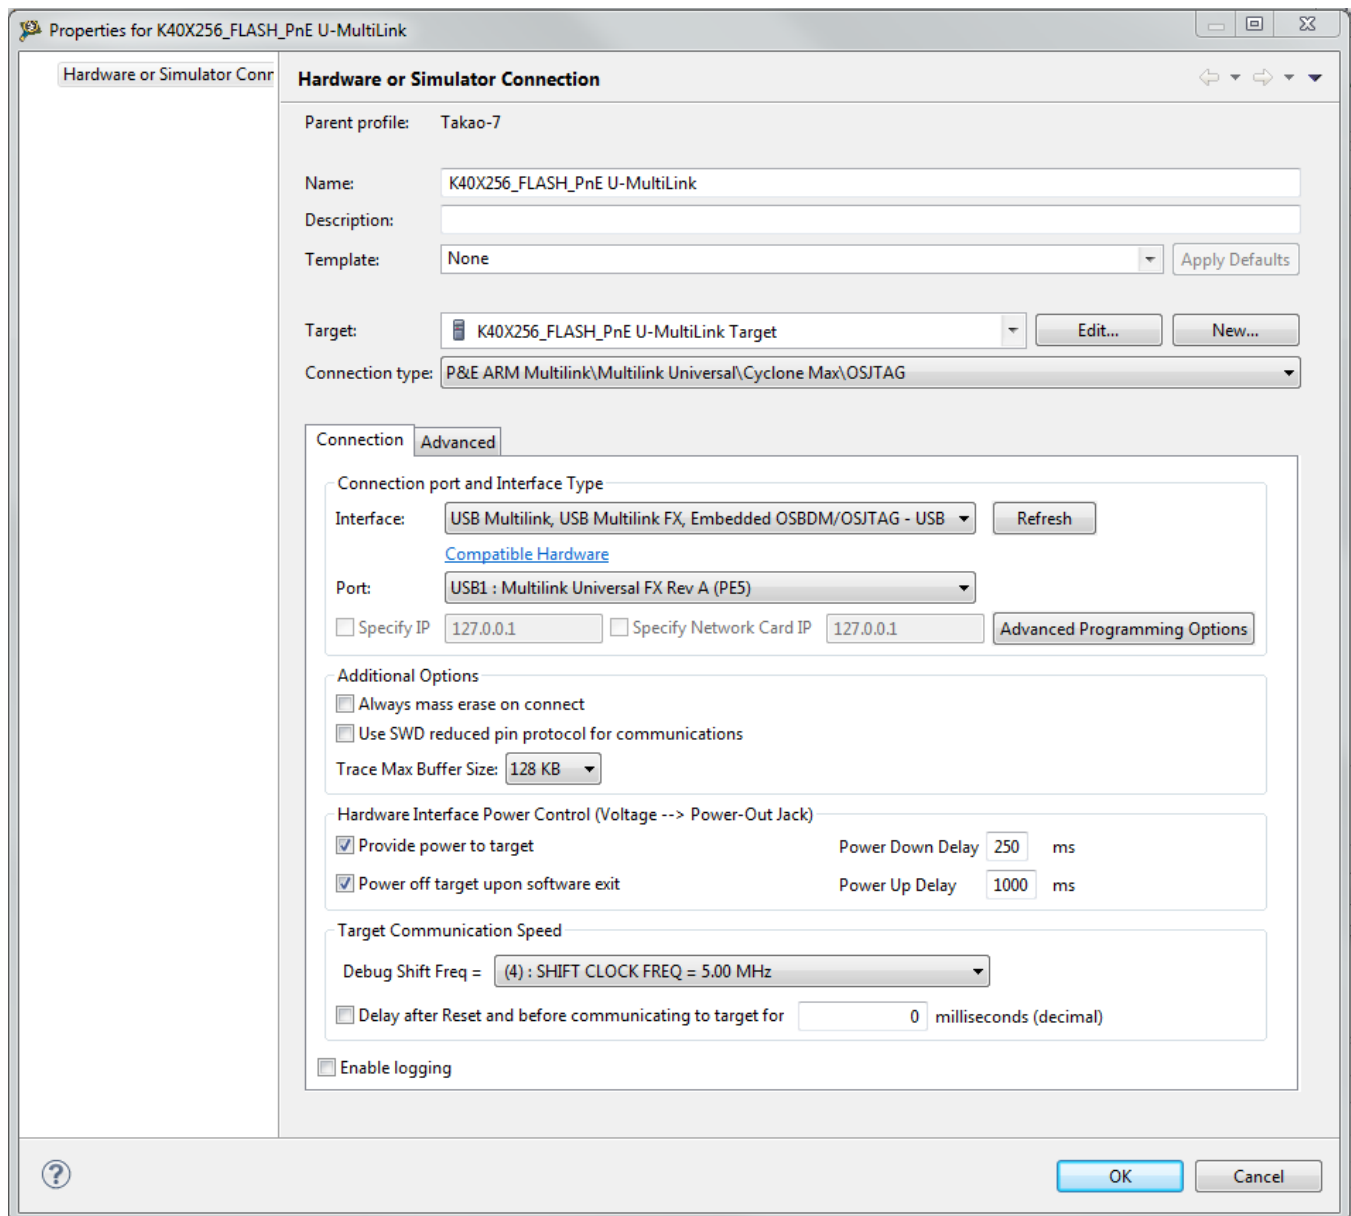 Properties for K40X256_FLASH_PnE U-MultiLink
Hardware or Simulator Conn
Hardware or Simulator Connection
Parent profile: Takao-7
Name: K40X256_FLASH_PnE U-MultiLink
Description:
Template: None Apply Defaults
Target: K40X256_FLASH_PnE U-MultiLink Target Edit... New...
Connection type: P&E ARM Multilink\Multilink Universal\Cyclone Max\OSJTAG
Connection Advanced
Connection port and Interface Type
Interface: USB Multilink, USB Multilink FX, Embedded OSBDM/OSJTAG - USB Refresh
Compatible Hardware
Port: USB1 : Multilink Universal FX Rev A (PE5)
Specify IP 127.0.0.1 Specify Network Card IP 127.0.0.1 Advanced Programming Options
Additional Options
Always mass erase on connect
Use SWD reduced pin protocol for communications
Trace Max Buffer Size: 128 KB
Hardware Interface Power Control (Voltage --> Power-Out Jack)
Provide power to target Power Down Delay 250 ms
Power off target upon software exit Power Up Delay 1000 ms
Target Communication Speed
Debug Shift Freq = (4) : SHIFT CLOCK FREQ = 5.00 MHz
Delay after Reset and before communicating to target for 0 milliseconds (decimal)
Enable logging
? OK Cancel